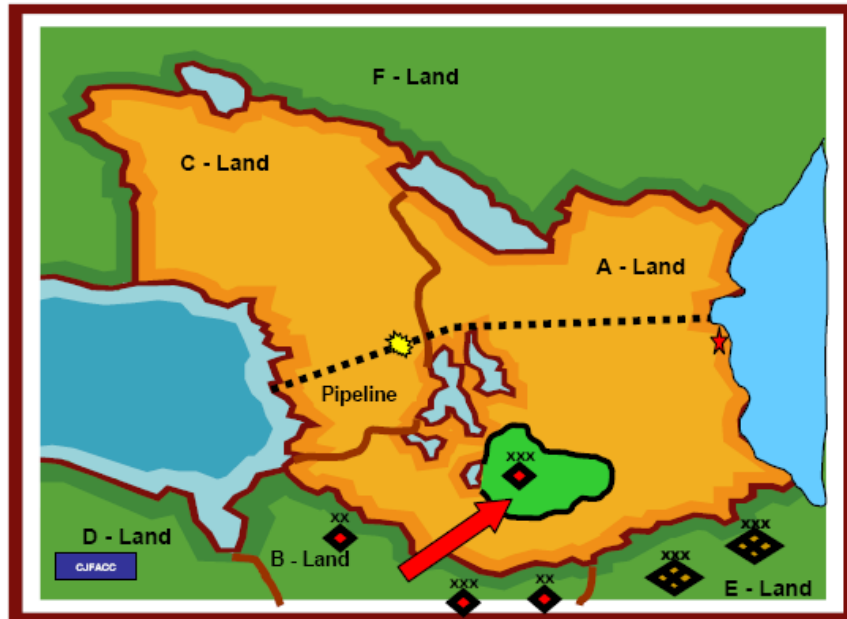 F - Land
C - Land
A - Land
Pipeline
xxx
xx
D - Land
B - Land
CJFACC
xxx
xx
xxx
xxx
E - Land